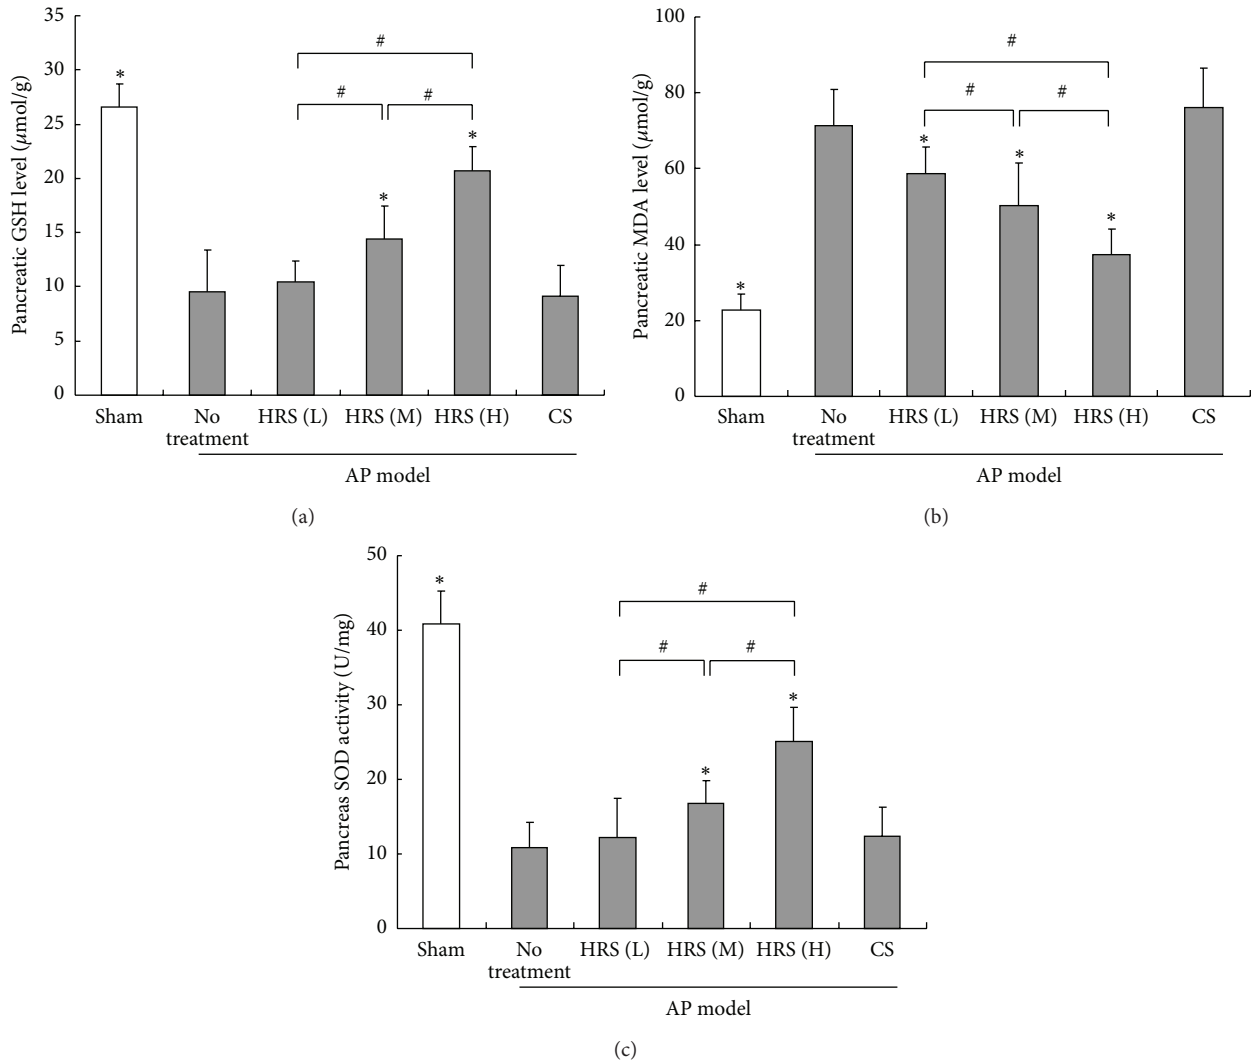 35
30
25
20
15
10
5
0
Pancreatic GSH level (μmol/g)
*
#
#
#
*
*
Sham
No
treatment
HRS (L)
HRS (M)
HRS (H)
CS
AP model
(a)
100
80
60
40
20
0
Pancreatic MDA level (μmol/g)
#
#
#
*
*
*
*
Sham
No
treatment
HRS (L)
HRS (M)
HRS (H)
CS
AP model
(b)
50
40
30
20
10
0
Pancreas SOD activity (U/mg)
*
#
#
#
*
*
Sham
No
treatment
HRS (L)
HRS (M)
HRS (H)
CS
AP model
(c)